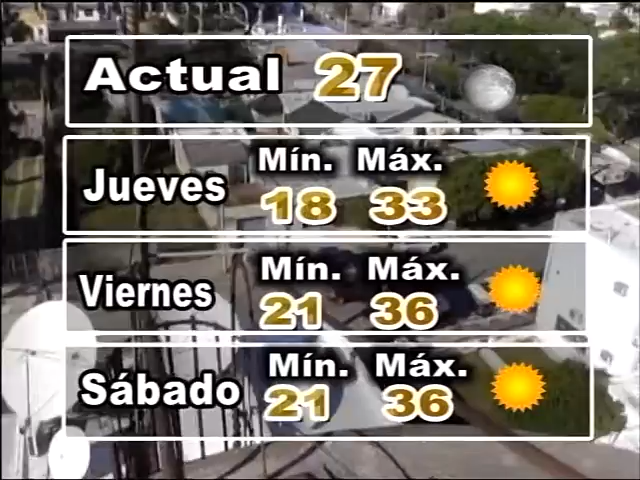 Actual 27
Mín. Máx.
Jueves 18 33
Mín. Máx.
Viernes 21 36
Mín. Máx.
Sábado 21 36